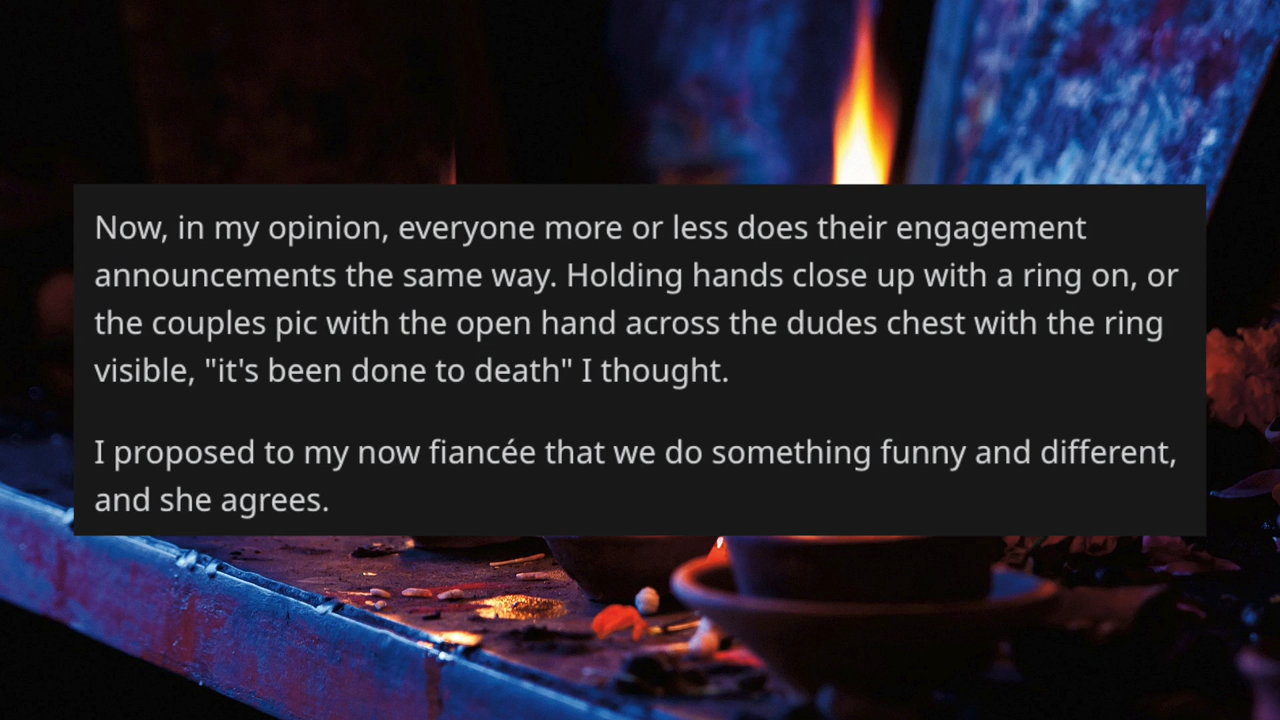 Now, in my opinion, everyone more or less does their engagement
announcements the same way. Holding hands close up with a ring on, or
the couples pic with the open hand across the dudes chest with the ring
visible, "it's been done to death" I thought.
I proposed to my now fiancée that we do something funny and different,
and she agrees.